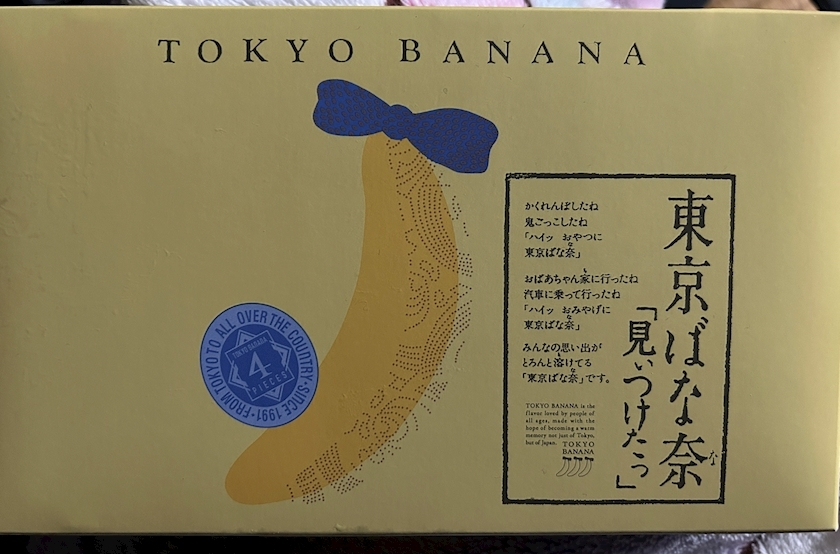 TOKYO BANANA
東京ばな奈
な
「見ぃつけたっ」
かくれんぼしたね
鬼ごっこしたね
「ハイッ おやつに
東京ばな奈」
な
おばあちゃん家に行ったね
汽車に乗って行ったね
「ハイッ おみやげに
東京ばな奈」
な
みんなの思い出が
とろんと溶けてる
「東京ばな奈」です。
な
TOKYO BANANA is the
flavor loved by people of
all ages, made with the
hope of becoming a warm
memory not just of Tokyo,
but of Japan.
TOKYO
BANANA
FROM TOKYO TO ALL OVER THE COUNTRY・SINCE 1991・
TOKYO BANANA
4
PIECES